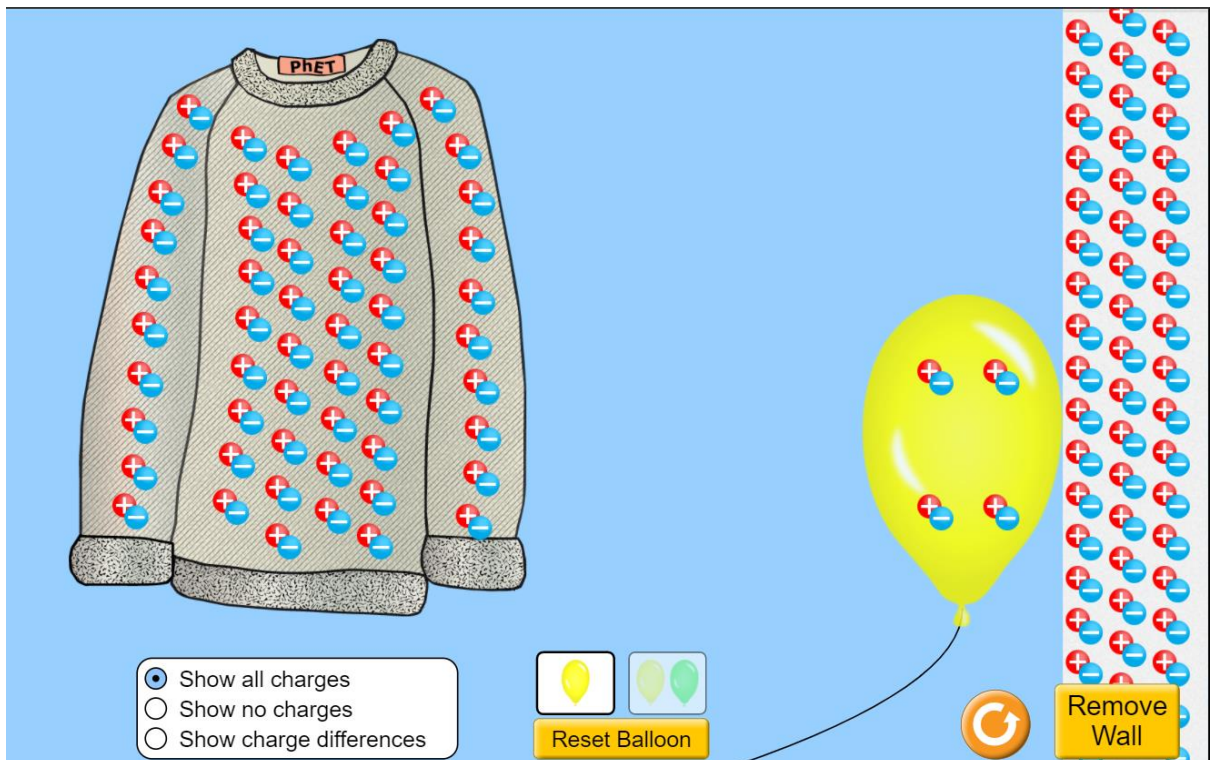 PhET
Show all charges
Show no charges
Show charge differences
Reset Balloon
Remove
Wall